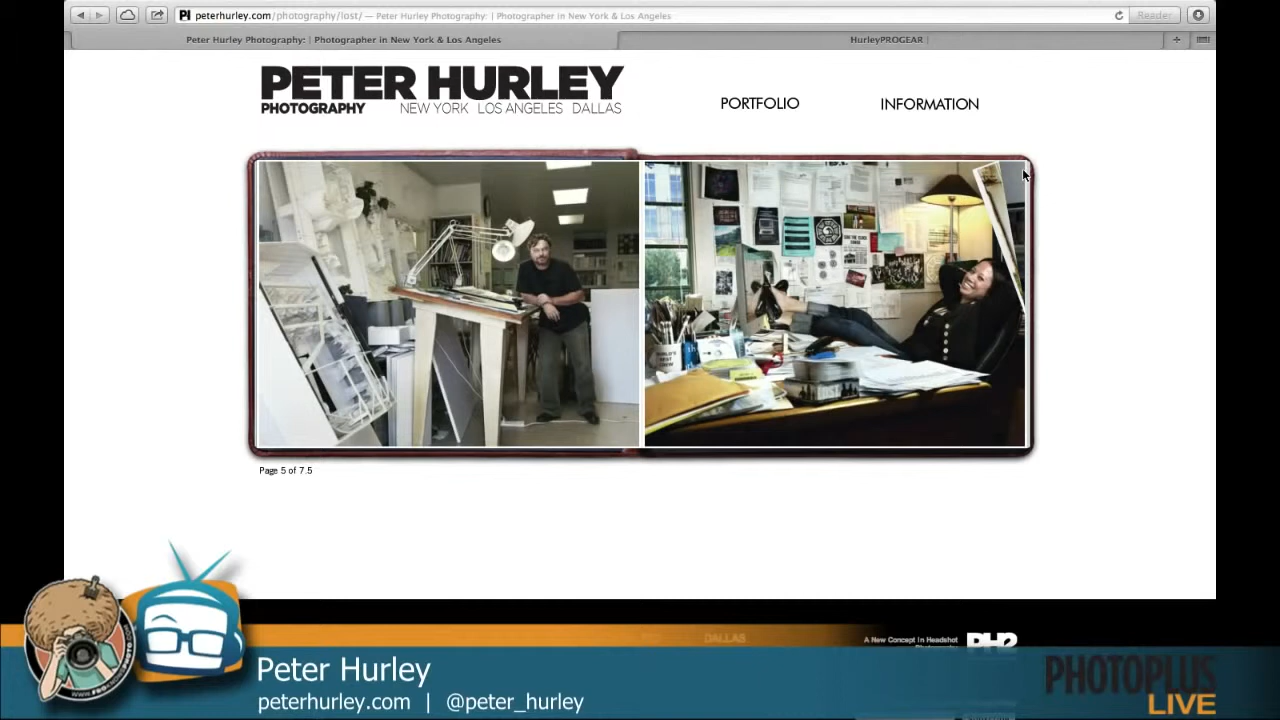 peterhurley.com/photography/lost/ — Peter Hurley Photography: | Photographer in New York & Los Angeles
Reader
Peter Hurley Photography: | Photographer in New York & Los Angeles
HurleyPROGEAR |
PETER HURLEY
PHOTOGRAPHY NEW YORK LOS ANGELES DALLAS
PORTFOLIO
INFORMATION
Page 5 of 7.5
DALLAS
A New Concept In Headshot
PH2
Peter Hurley
peterhurley.com | @peter_hurley
PHOTOPLUS
LIVE